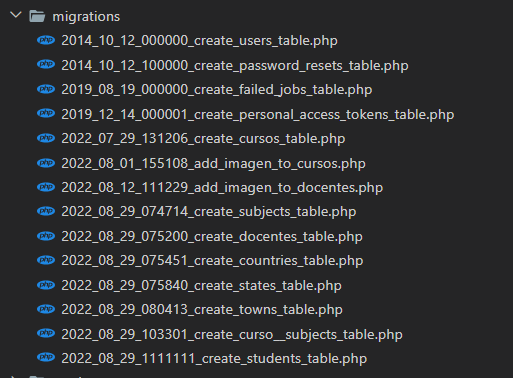 migrations
php 2014_10_12_000000_create_users_table.php
php 2014_10_12_100000_create_password_resets_table.php
php 2019_08_19_000000_create_failed_jobs_table.php
php 2019_12_14_000001_create_personal_access_tokens_table.php
php 2022_07_29_131206_create_cursos_table.php
php 2022_08_01_155108_add_imagen_to_cursos.php
php 2022_08_12_111229_add_imagen_to_docentes.php
php 2022_08_29_074714_create_subjects_table.php
php 2022_08_29_075200_create_docentes_table.php
php 2022_08_29_075451_create_countries_table.php
php 2022_08_29_075840_create_states_table.php
php 2022_08_29_080413_create_towns_table.php
php 2022_08_29_103301_create_curso__subjects_table.php
php 2022_08_29_1111111_create_students_table.php